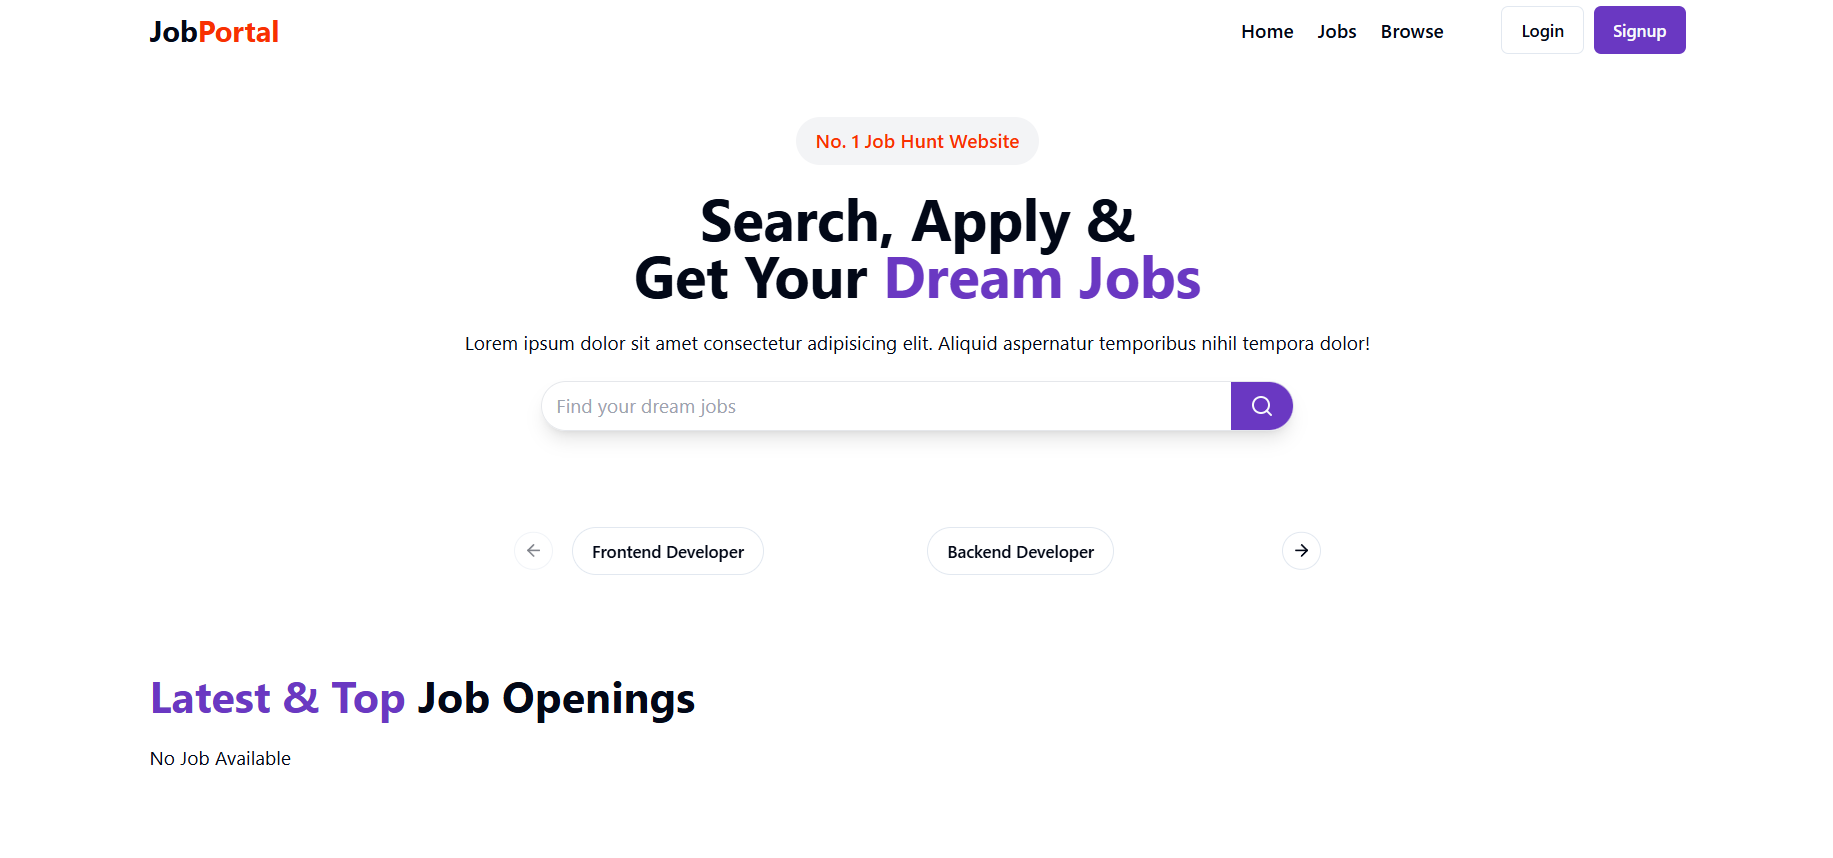 JobPortal
Home Jobs Browse Login Signup
No. 1 Job Hunt Website
Search, Apply &
Get Your Dream Jobs
Lorem ipsum dolor sit amet consectetur adipisicing elit. Aliquid aspernatur temporibus nihil tempora dolor!
Find your dream jobs
Frontend Developer Backend Developer
Latest & Top Job Openings
No Job Available